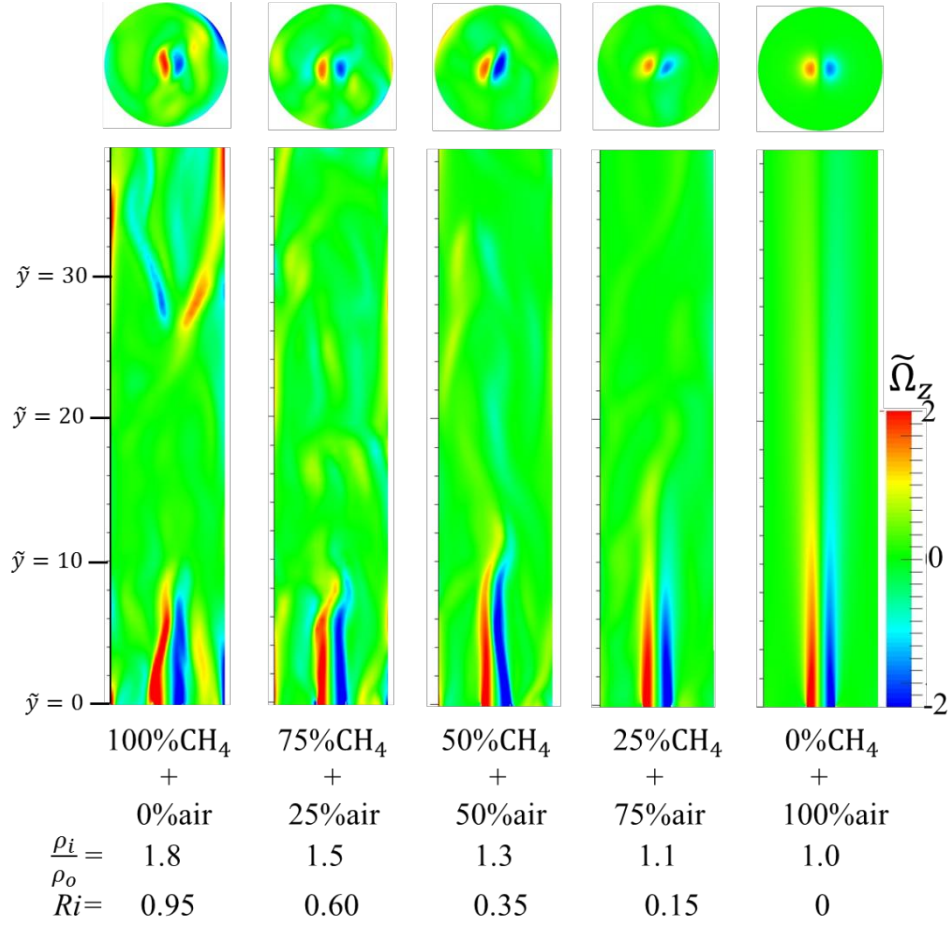 ỹ = 30
ỹ = 20
ỹ = 10
ỹ = 0
Ω̃z
2
0
-2
100%CH₄ 75%CH₄ 50%CH₄ 25%CH₄ 0%CH₄
+ + + + +
0%air 25%air 50%air 75%air 100%air
ρi/ρo = 1.8 1.5 1.3 1.1 1.0
Ri= 0.95 0.60 0.35 0.15 0